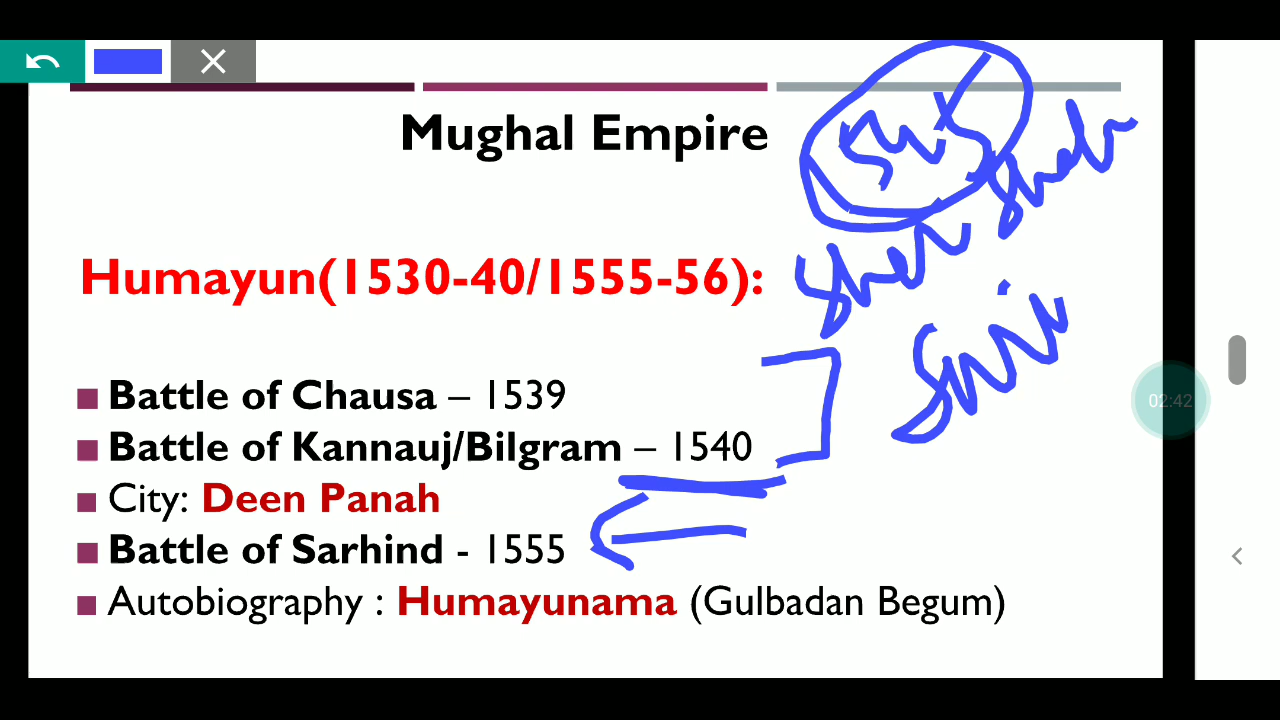 Mughal Empire
Sher Shah
Suri
Humayun(1530-40/1555-56):
Battle of Chausa – 1539
Battle of Kannauj/Bilgram – 1540
City: Deen Panah
Battle of Sarhind - 1555
Autobiography : Humayunama (Gulbadan Begum)
02:42